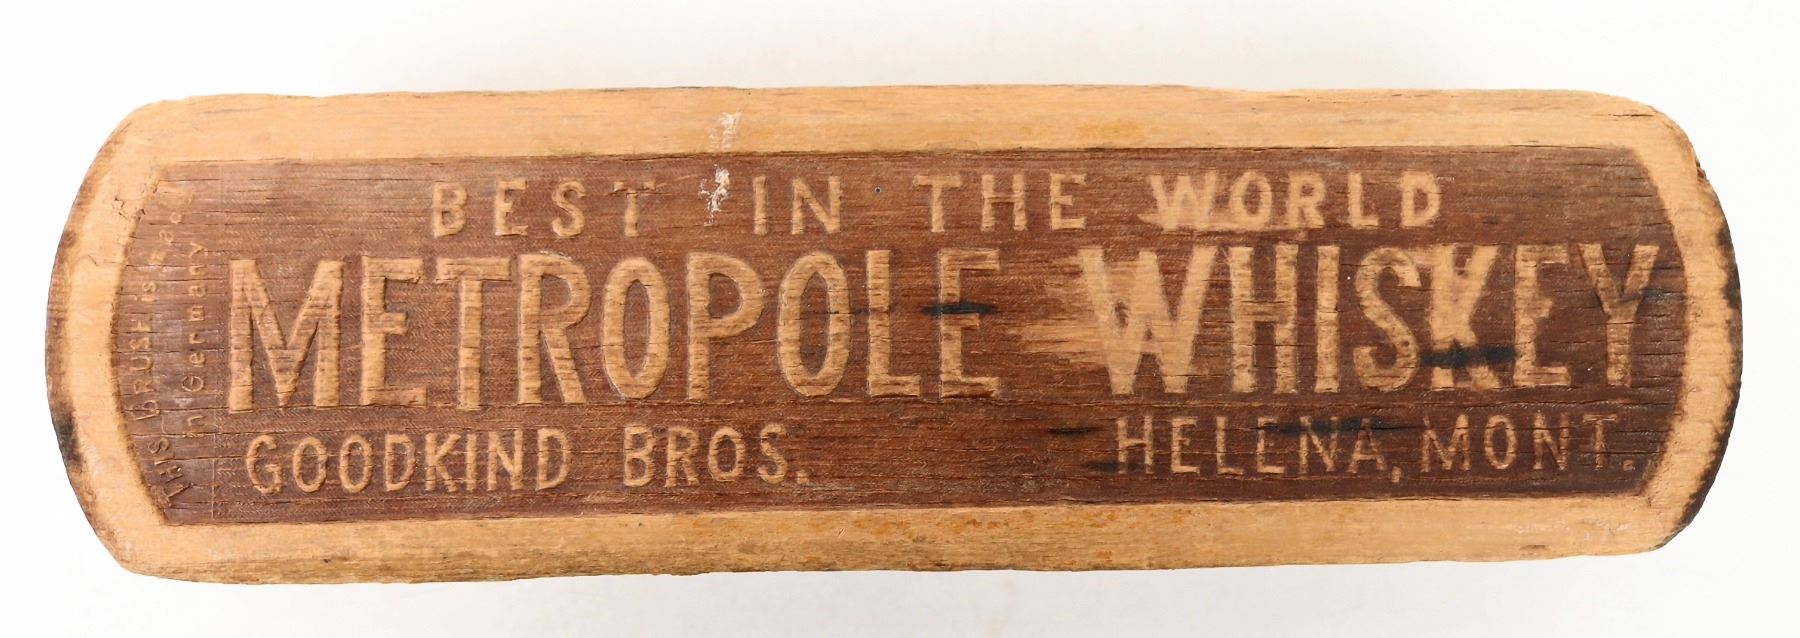 BEST IN THE WORLD
METROPOLE WHISKEY
GOODKIND BROS. HELENA, MONT.
THIS BRUSH is made
in Germany